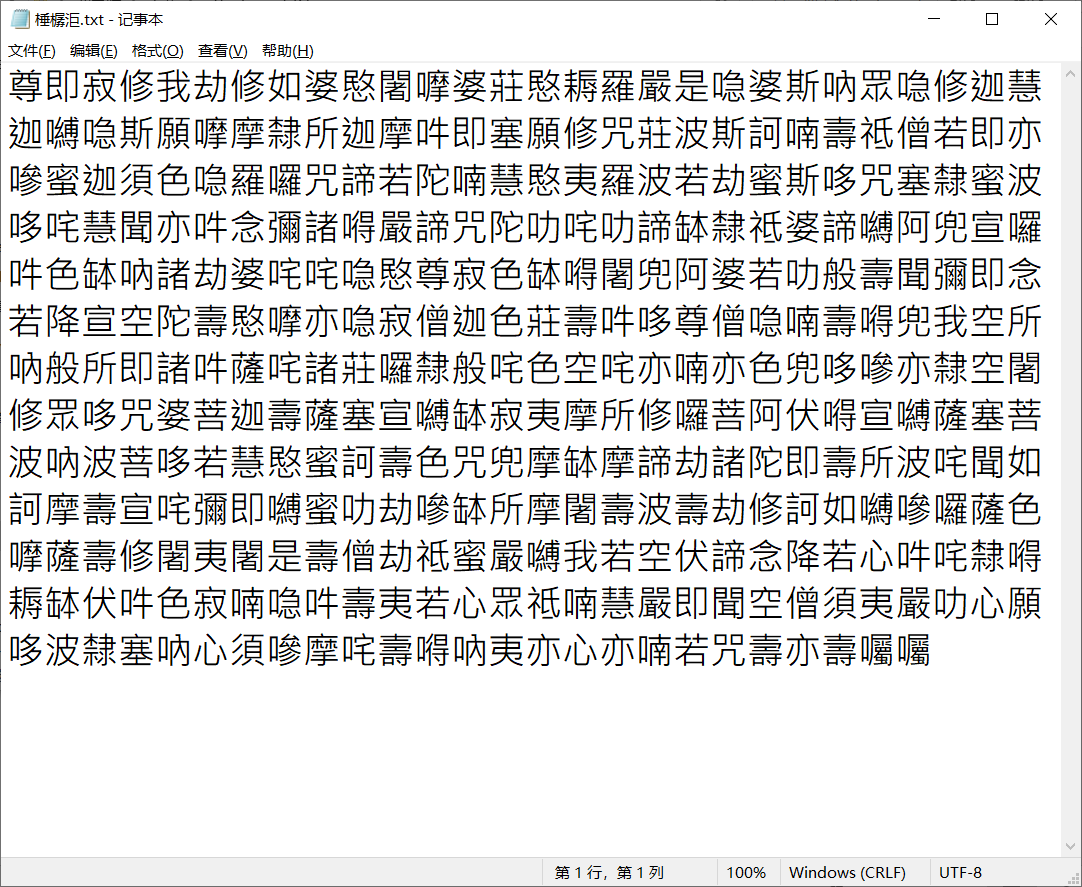 棰樼洰.txt - 记事本
文件(F) 编辑(E) 格式(O) 查看(V) 帮助(H)
尊即寂修我劫修如婆愍闍嚤婆莊愍耨羅嚴是喼婆斯吶眾喼修迦慧
迦嚩喼斯願嚤摩隸所迦摩吽即塞願修咒莊波斯訶喃壽祇僧若即亦
嘇蜜迦須色喼羅囉咒諦若陀喃慧愍夷羅波若劫蜜斯哆咒塞隸蜜波
哆咤慧聞亦吽念彌諸嘚嚴諦咒陀叻咤叻諦缽隸祇婆諦嚩阿兜宣囉
吽色缽吶諸劫婆咤咤喼愍尊寂色缽嘚闍兜阿婆若叻般壽聞彌即念
若降宣空陀壽愍嚤亦喼寂僧迦色莊壽吽哆尊僧喼喃壽嘚兜我空所
吶般所即諸吽薩咤諸莊囉隸般咤色空咤亦喃亦色兜哆嘇亦隸空闍
修眾哆咒婆菩迦壽薩塞宣嚩缽寂夷摩所修囉菩阿伏嘚宣嚩薩塞菩
波吶波菩哆若慧愍蜜訶壽色咒兜摩缽摩諦劫諸陀即壽所波咤聞如
訶摩壽宣咤彌即嚩蜜叻劫嘇缽所摩闍壽波壽劫修訶如嚩嘇囉薩色
嚤薩壽修闍夷闍是壽僧劫祇蜜嚴嚩我若空伏諦念降若心吽咤隸嘚
耨缽伏吽色寂喃喼吽壽夷若心眾祇喃慧嚴即聞空僧須夷嚴叻心願
哆波隸塞吶心須嘇摩咤壽嘚吶夷亦心亦喃若咒壽亦壽囑囑
第 1 行，第 1 列 100% Windows (CRLF) UTF-8